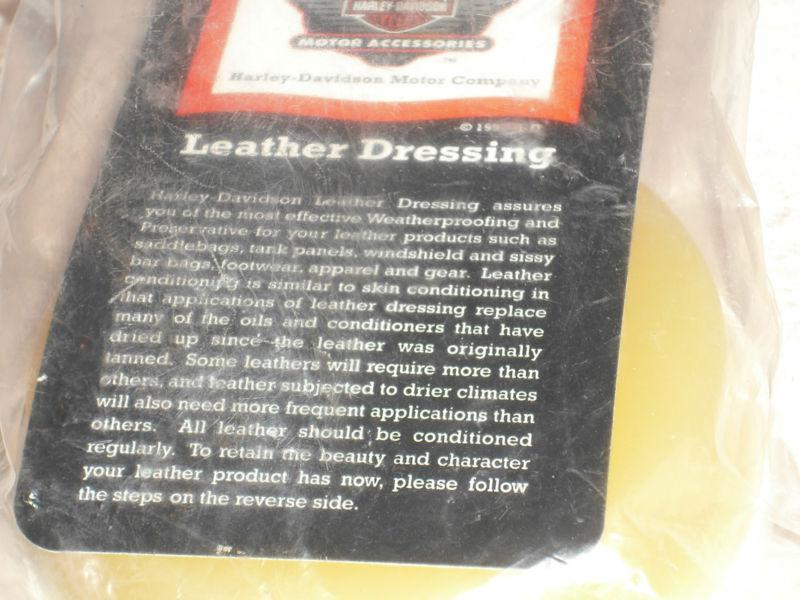 HARLEY-DAVIDSON
MOTOR ACCESSORIES
TM
Harley-Davidson Motor Company
Leather Dressing
Harley-Davidson Leather Dressing assures
you of the most effective Weatherproofing and
Preservative for your leather products such as
saddlebags, tank panels, windshield and sissy
bar bags, footwear, apparel and gear. Leather
conditioning is similar to skin conditioning in
that applications of leather dressing replace
many of the oils and conditioners that have
dried up since the leather was originally
tanned. Some leathers will require more than
others, and leather subjected to drier climates
will also need more frequent applications than
others. All leather should be conditioned
regularly. To retain the beauty and character
your leather product has now, please follow
the steps on the reverse side.